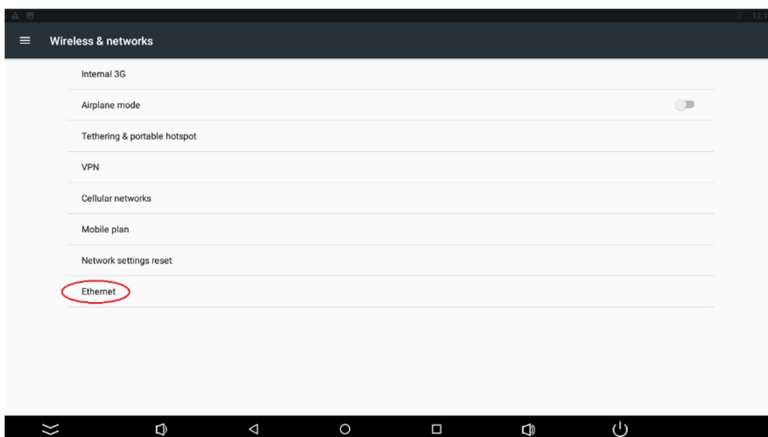 Wireless & networks
Internal 3G
Airplane mode
Tethering & portable hotspot
VPN
Cellular networks
Mobile plan
Network settings reset
Ethernet